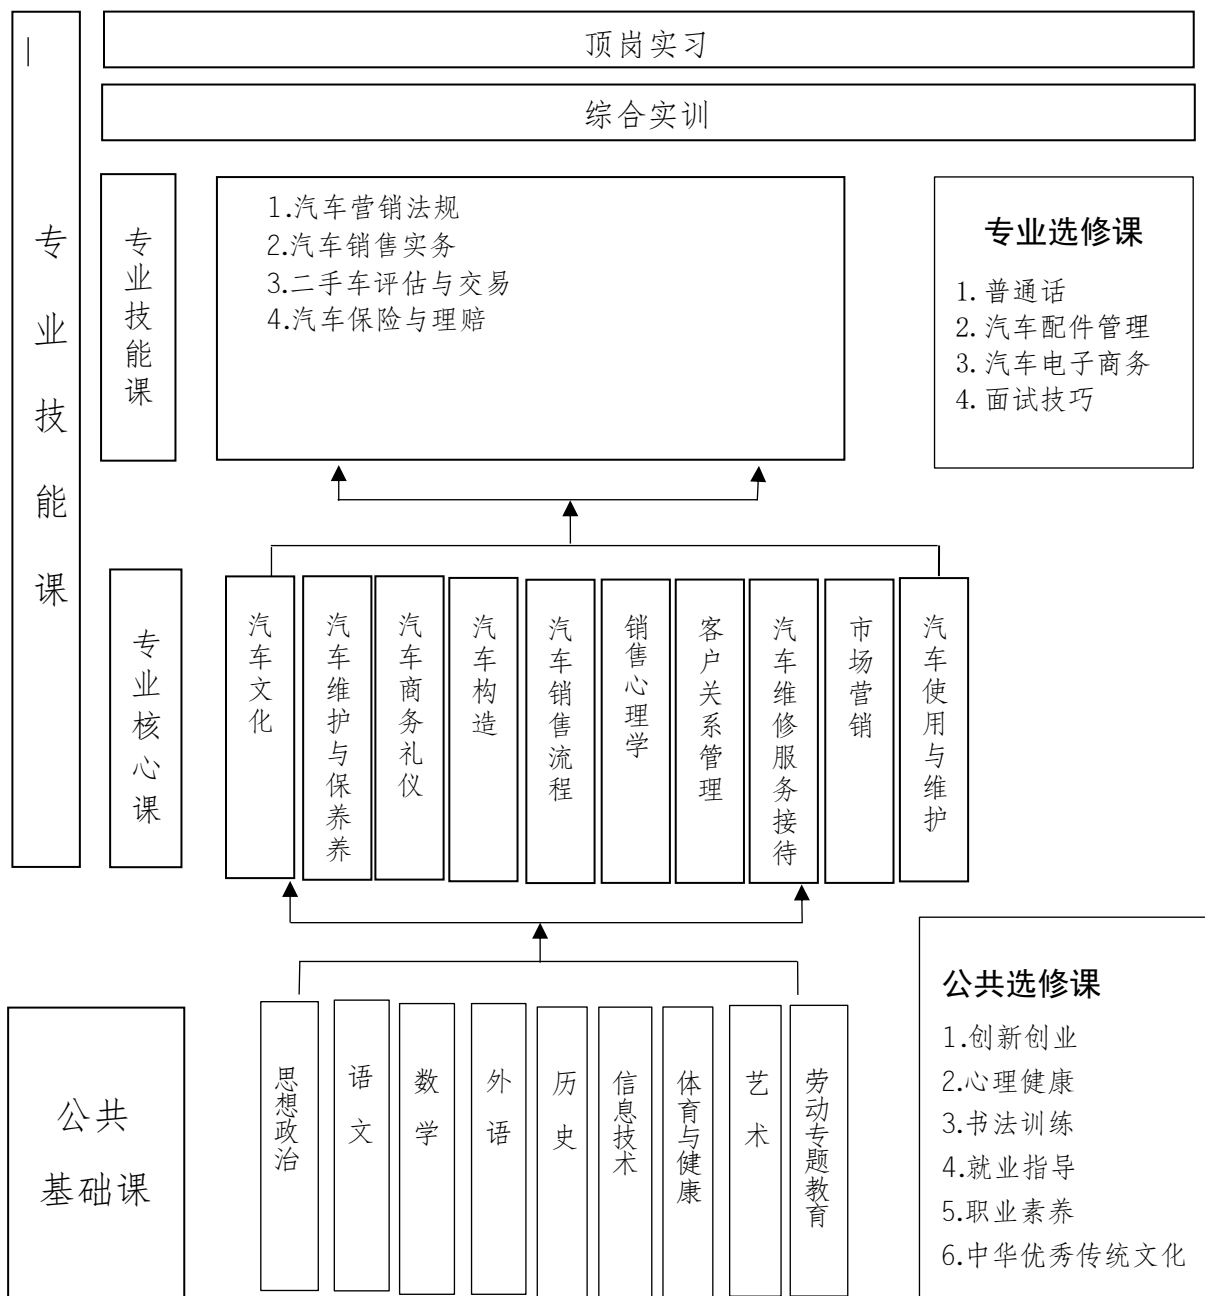 顶岗实习
综合实训
专业技能课
专业技能课
1.汽车营销法规
2.汽车销售实务
3.二手车评估与交易
4.汽车保险与理赔
专业选修课
1.普通话
2.汽车配件管理
3.汽车电子商务
4.面试技巧
专业核心课
汽车文化
汽车维护与保养养
汽车商务礼仪
汽车构造
汽车销售流程
销售心理学
客户关系管理
汽车维修服务接待
市场营销
汽车使用与维护
公共
基础课
思想政治
语文
数学
外语
历史
信息技术
体育与健康
艺术
劳动专题教育
公共选修课
1.创新创业
2.心理健康
3.书法训练
4.就业指导
5.职业素养
6.中华优秀传统文化